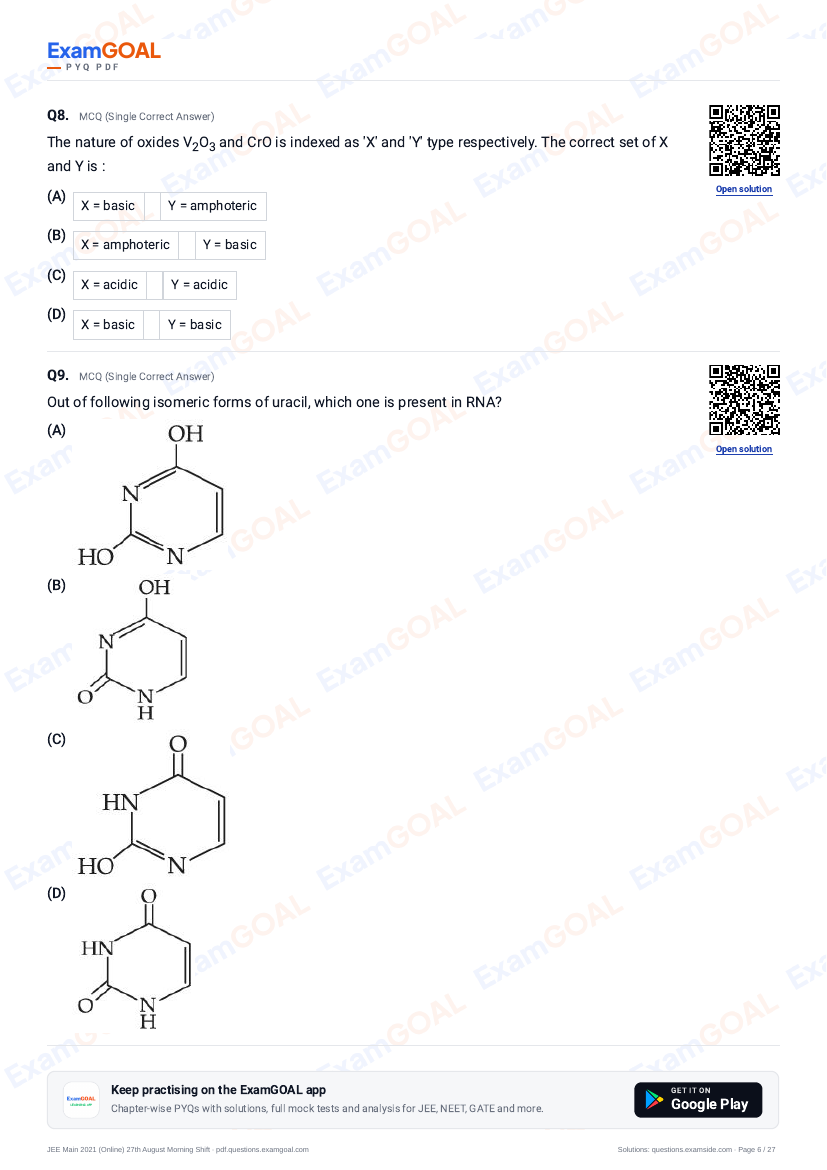 ExamGOAL
PYQ PDF
Q8. MCQ (Single Correct Answer)
The nature of oxides V₂O₃ and CrO is indexed as 'X' and 'Y' type respectively. The correct set of X
and Y is :
Open solution
(A) X = basic Y = amphoteric
(B) X = amphoteric Y = basic
(C) X = acidic Y = acidic
(D) X = basic Y = basic
Q9. MCQ (Single Correct Answer)
Out of following isomeric forms of uracil, which one is present in RNA?
Open solution
(A)
OH
N
HO N
(B)
OH
N
O N
H
(C)
O
HN
HO N
(D)
O
HN
O N
H
Keep practising on the ExamGOAL app
Chapter-wise PYQs with solutions, full mock tests and analysis for JEE, NEET, GATE and more.
ExamGOAL
GET IT ON
Google Play
JEE Main 2021 (Online) 27th August Morning Shift · pdf.questions.examgoal.com
Solutions: questions.examside.com · Page 6 / 27